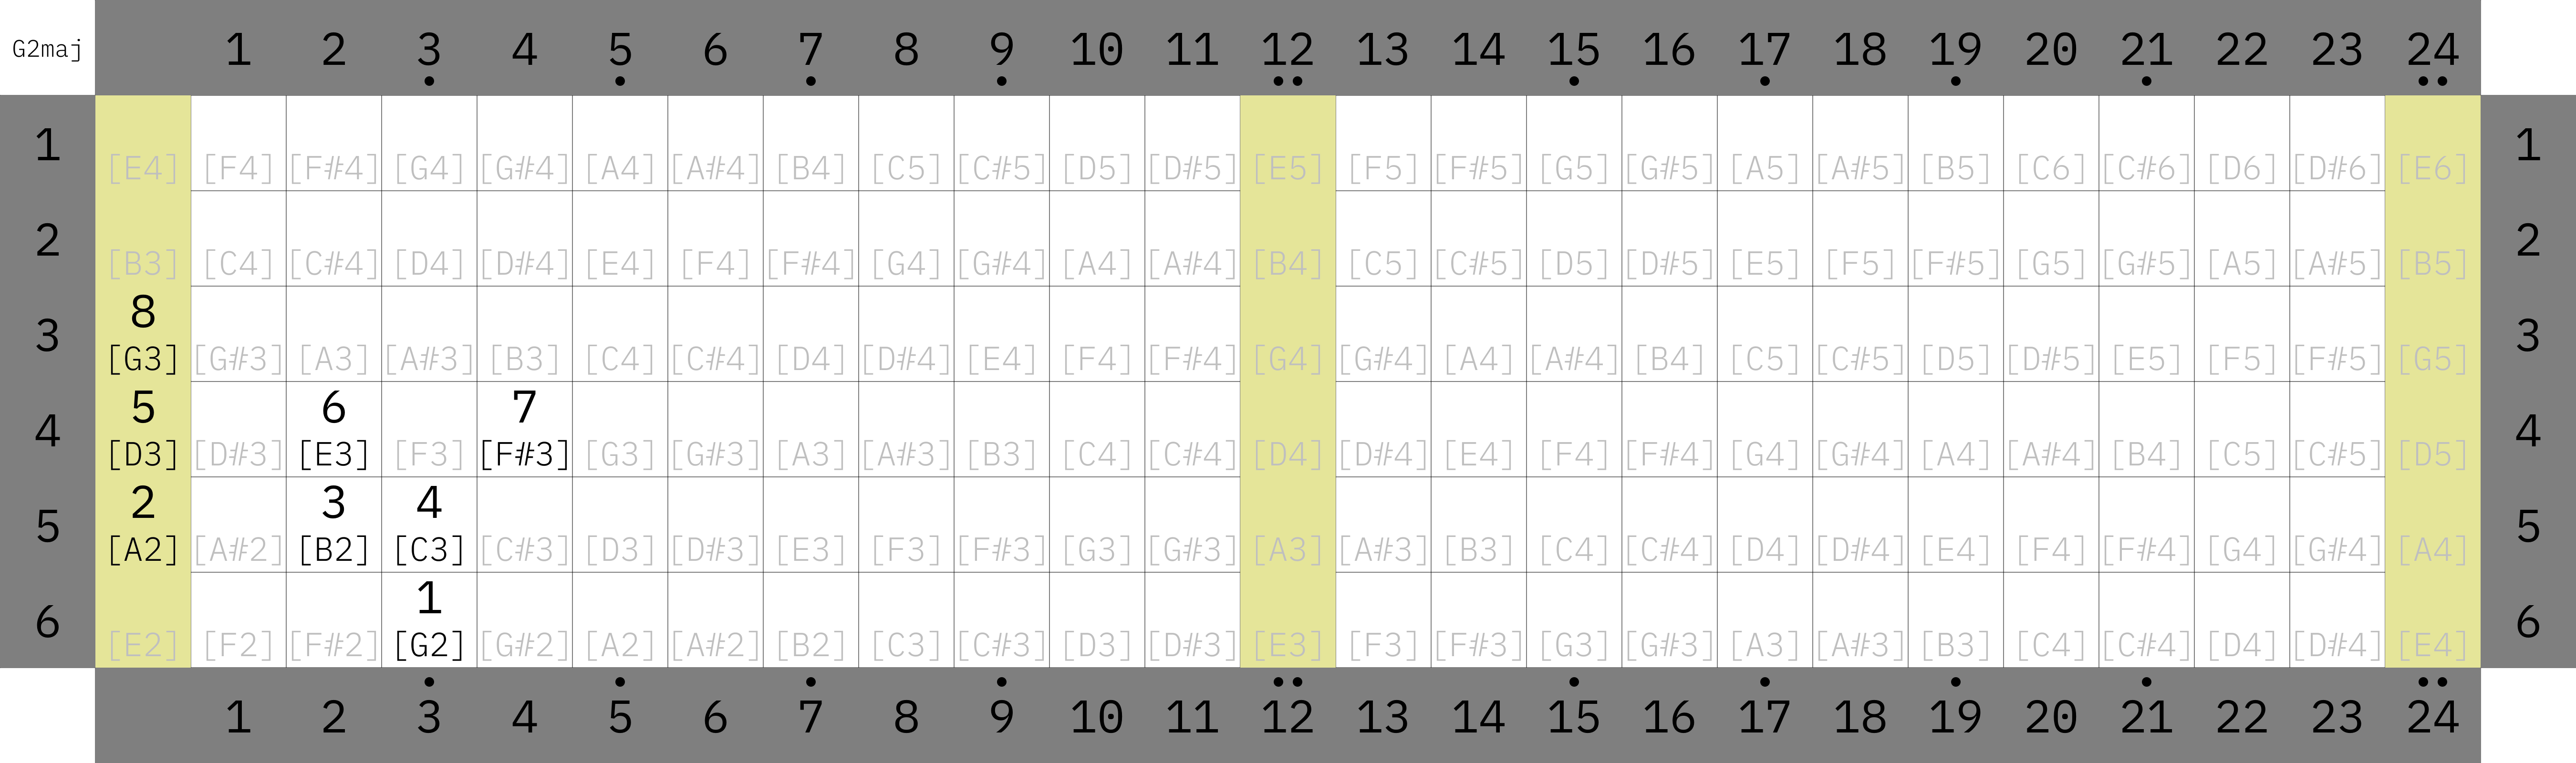 G2maj 1 2 3 4 5 6 7 8 9 10 11 12 13 14 15 16 17 18 19 20 21 22 23 24
1 [E4] [F4] [F#4] [G4] [G#4] [A4] [A#4] [B4] [C5] [C#5] [D5] [D#5] [E5] [F5] [F#5] [G5] [G#5] [A5] [A#5] [B5] [C6] [C#6] [D6] [D#6] [E6] 1
2 [B3] [C4] [C#4] [D4] [D#4] [E4] [F4] [F#4] [G4] [G#4] [A4] [A#4] [B4] [C5] [C#5] [D5] [D#5] [E5] [F5] [F#5] [G5] [G#5] [A5] [A#5] [B5] 2
8
3 [G3] [G#3] [A3] [A#3] [B3] [C4] [C#4] [D4] [D#4] [E4] [F4] [F#4] [G4] [G#4] [A4] [A#4] [B4] [C5] [C#5] [D5] [D#5] [E5] [F5] [F#5] [G5] 3
5 6 7
4 [D3] [D#3] [E3] [F3] [F#3] [G3] [G#3] [A3] [A#3] [B3] [C4] [C#4] [D4] [D#4] [E4] [F4] [F#4] [G4] [G#4] [A4] [A#4] [B4] [C5] [C#5] [D5] 4
2 3 4
5 [A2] [A#2] [B2] [C3] [C#3] [D3] [D#3] [E3] [F3] [F#3] [G3] [G#3] [A3] [A#3] [B3] [C4] [C#4] [D4] [D#4] [E4] [F4] [F#4] [G4] [G#4] [A4] 5
1
6 [E2] [F2] [F#2] [G2] [G#2] [A2] [A#2] [B2] [C3] [C#3] [D3] [D#3] [E3] [F3] [F#3] [G3] [G#3] [A3] [A#3] [B3] [C4] [C#4] [D4] [D#4] [E4] 6
1 2 3 4 5 6 7 8 9 10 11 12 13 14 15 16 17 18 19 20 21 22 23 24